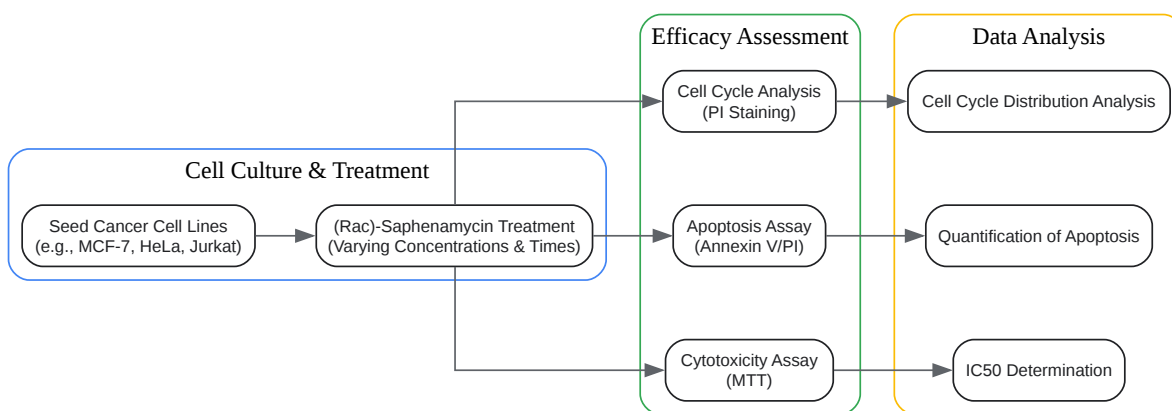 Efficacy Assessment
Data Analysis
Cell Cycle Analysis
(PI Staining)
Cell Cycle Distribution Analysis
Cell Culture & Treatment
Seed Cancer Cell Lines
(e.g., MCF-7, HeLa, Jurkat)
(Rac)-Saphenamycin Treatment
(Varying Concentrations & Times)
Apoptosis Assay
(Annexin V/PI)
Quantification of Apoptosis
Cytotoxicity Assay
(MTT)
IC50 Determination